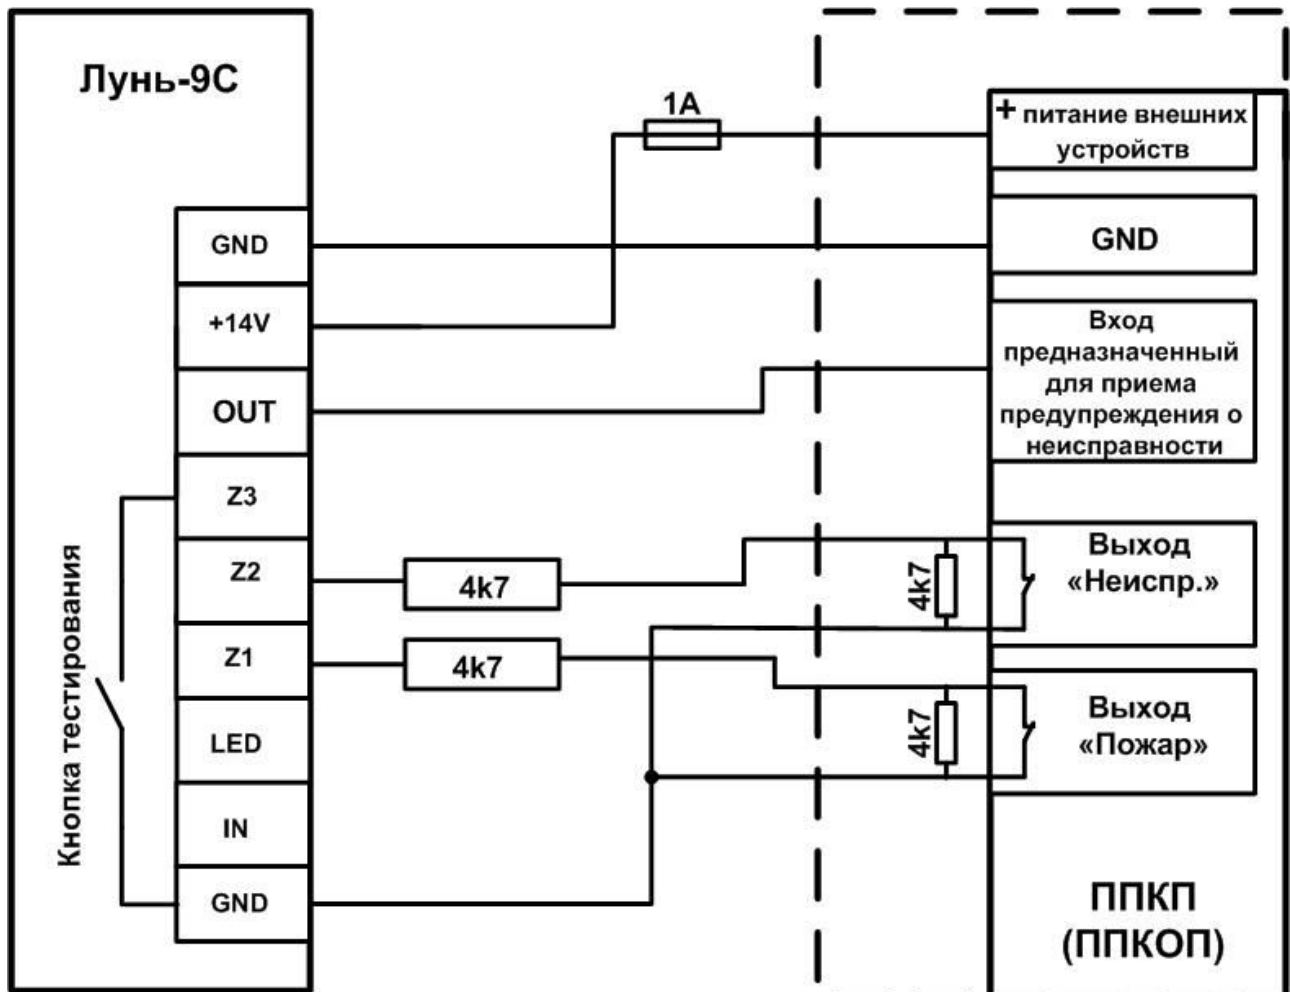 Лунь-9С
GND
+14V
OUT
Z3
Z2
Z1
LED
IN
GND
Кнопка тестирования
1А
4k7
4k7
4k7
4k7
+ питание внешних
устройств
GND
Вход
предназначенный
для приема
предупреждения о
неисправности
Выход
«Неиспр.»
Выход
«Пожар»
ППКП
(ППКОП)